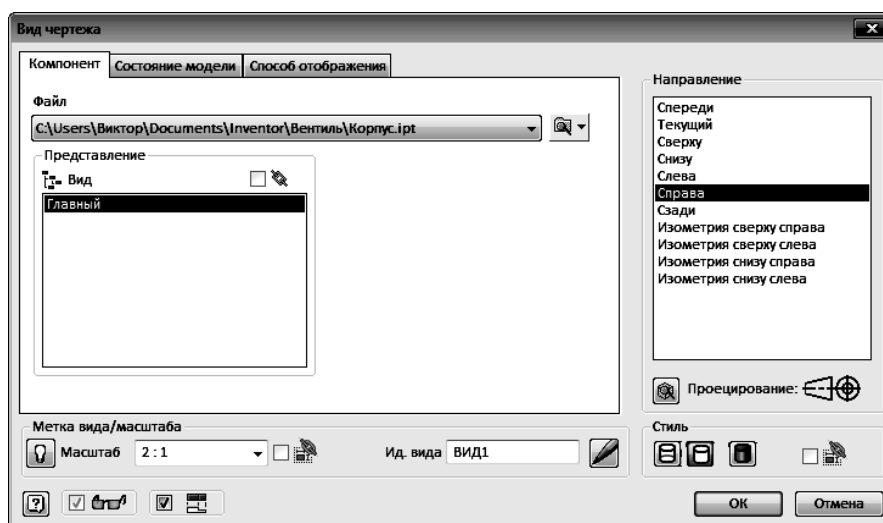 Вид чертежа
Компонент
Состояние модели
Способ отображения
Файл
C:\Users\Виктор\Documents\Inventor\Вентиль\Корпус.ipt
Представление
Вид
Главный
Направление
Спереди
Текущий
Сверху
Снизу
Слева
Справа
Сзади
Изометрия сверху справа
Изометрия сверху слева
Изометрия снизу справа
Изометрия снизу слева
Проецирование:
Метка вида/масштаба
Масштаб 2 : 1
Ид. вида ВИД1
Стиль
ОК
Отмена